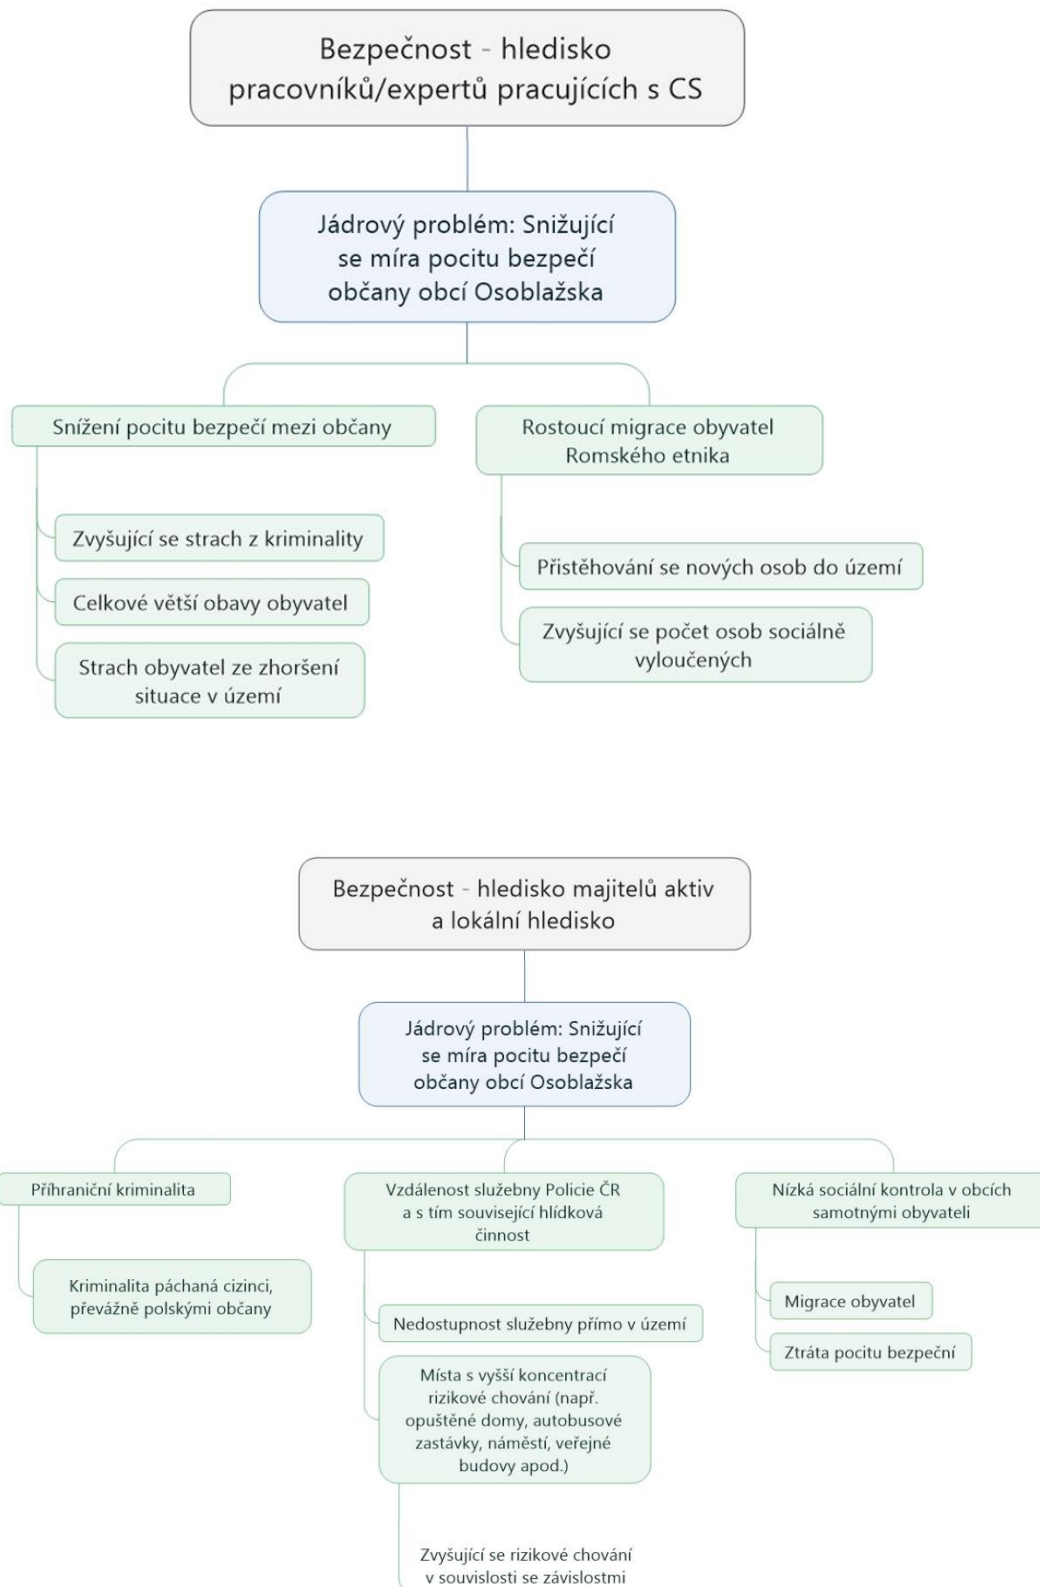 Bezpečnost - hledisko
pracovníků/expertů pracujících s CS
Jádrový problém: Snižující
se míra pocitu bezpečí
občany obcí Osoblažska
Snížení pocitu bezpečí mezi občany
Zvyšující se strach z kriminality
Celkové větší obavy obyvatel
Strach obyvatel ze zhoršení
situace v území
Rostoucí migrace obyvatel
Romského etnika
Přistěhování se nových osob do území
Zvyšující se počet osob sociálně
vyloučených
Bezpečnost - hledisko majitelů aktiv
a lokální hledisko
Jádrový problém: Snižující
se míra pocitu bezpečí
občany obcí Osoblažska
Příhraniční kriminalita
Kriminalita páchaná cizinci,
převážně polskými občany
Vzdálenost služebny Policie ČR
a s tím související hlídková
činnost
Nedostupnost služebny přímo v území
Místa s vyšší koncentrací
rizikové chování (např.
opuštěné domy, autobusové
zastávky, náměstí, veřejné
budovy apod.)
Zvyšující se rizikové chování
v souvislosti se závislostmi
Nízká sociální kontrola v obcích
samotnými obyvateli
Migrace obyvatel
Ztráta pocitu bezpeční